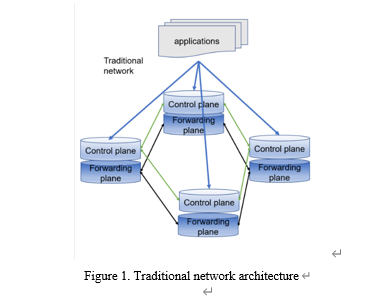 applications
Traditional
network
Control plane
Forwarding
plane
Control plane
Forwarding
plane
Control plane
Forwarding
plane
Control plane
Forwarding
plane
Figure 1. Traditional network architecture